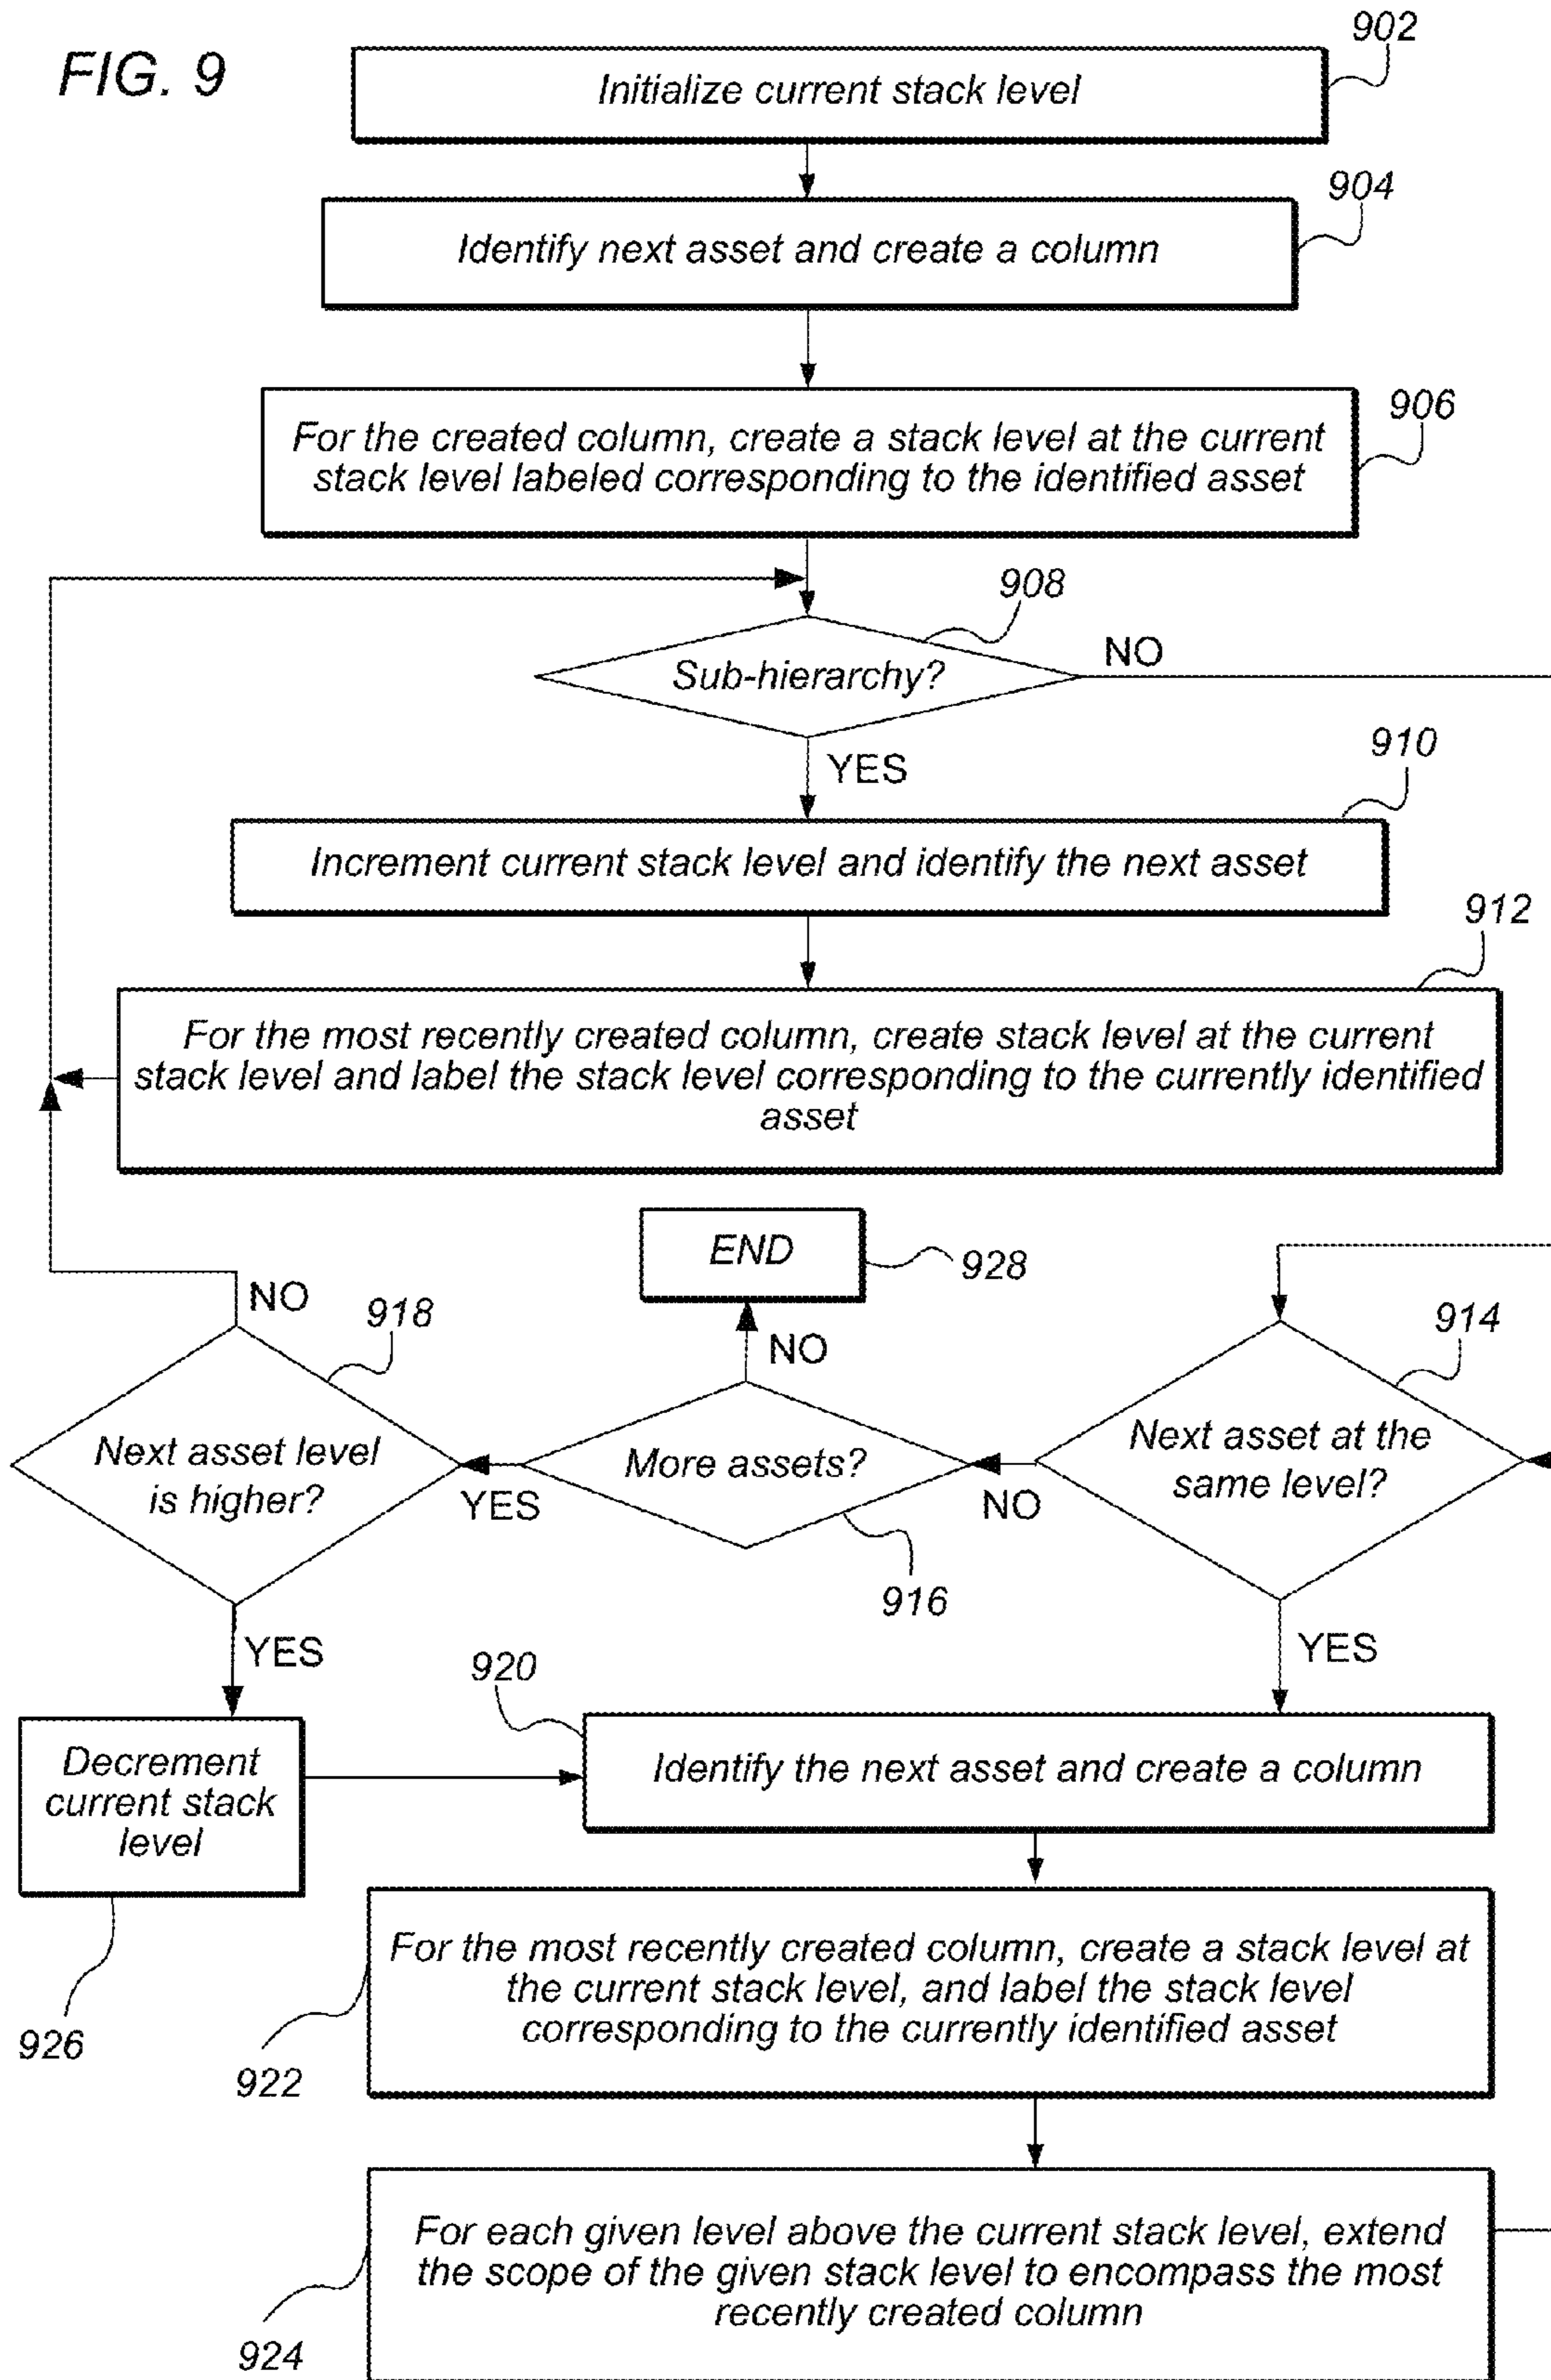 FIG. 9
902
Initialize current stack level
904
Identify next asset and create a column
906
For the created column, create a stack level at the current
stack level labeled corresponding to the identified asset
908
Sub-hierarchy?
NO
YES
910
Increment current stack level and identify the next asset
912
For the most recently created column, create stack level at the current
stack level and label the stack level corresponding to the currently identified
asset
END
928
NO
918
NO
914
Next asset level
is higher?
YES
More assets?
NO
Next asset at the
same level?
916
YES
YES
920
Decrement
current stack
level
Identify the next asset and create a column
926
For the most recently created column, create a stack level at
the current stack level, and label the stack level
corresponding to the currently identified asset
922
For each given level above the current stack level, extend
the scope of the given stack level to encompass the most
recently created column
924